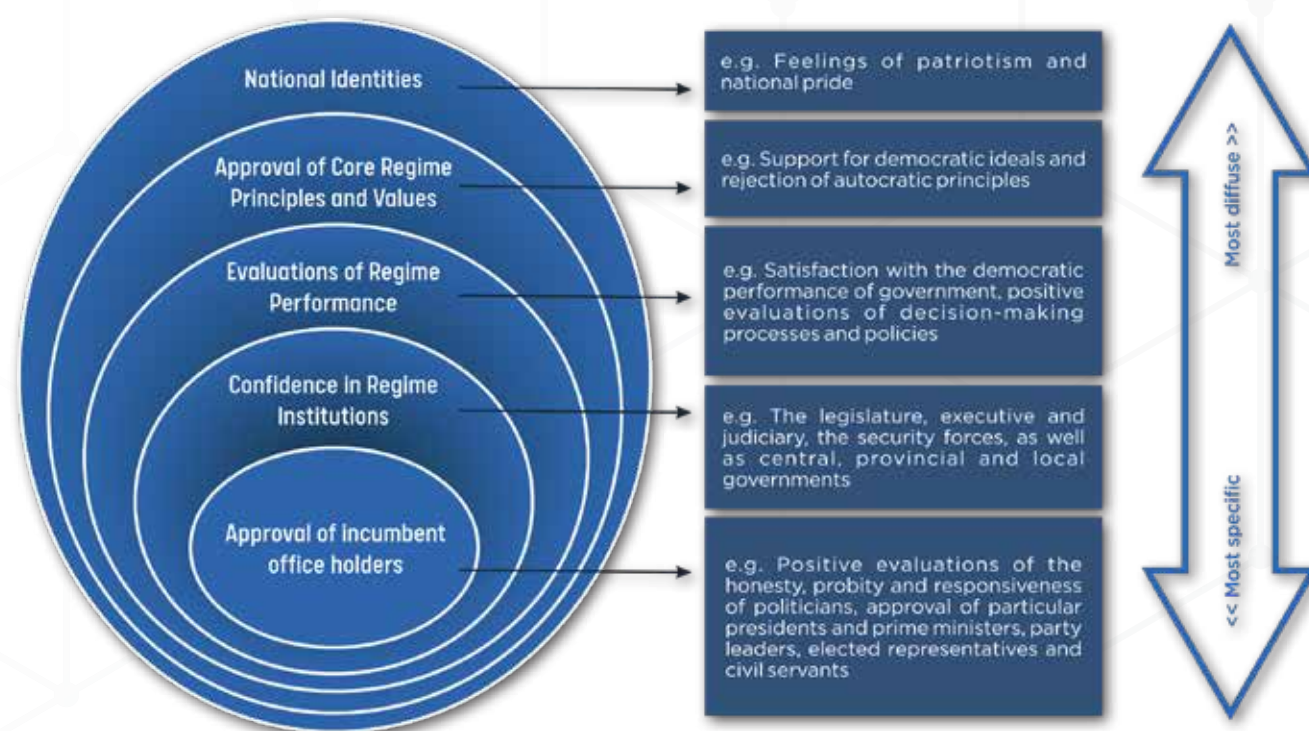 National Identities
e.g. Feelings of patriotism and
national pride
Approval of Core Regime
Principles and Values
e.g. Support for democratic ideals and
rejection of autocratic principles
Evaluations of Regime
Performance
e.g. Satisfaction with the democratic
performance of government, positive
evaluations of decision-making
processes and policies
Confidence in Regime
Institutions
e.g. The legislature, executive and
judiciary, the security forces, as well
as central, provincial and local
governments
Approval of incumbent
office holders
e.g. Positive evaluations of the
honesty, probity and responsiveness
of politicians, approval of particular
presidents and prime ministers, party
leaders, elected representatives and
civil servants
Most diffuse >>
<< Most specific